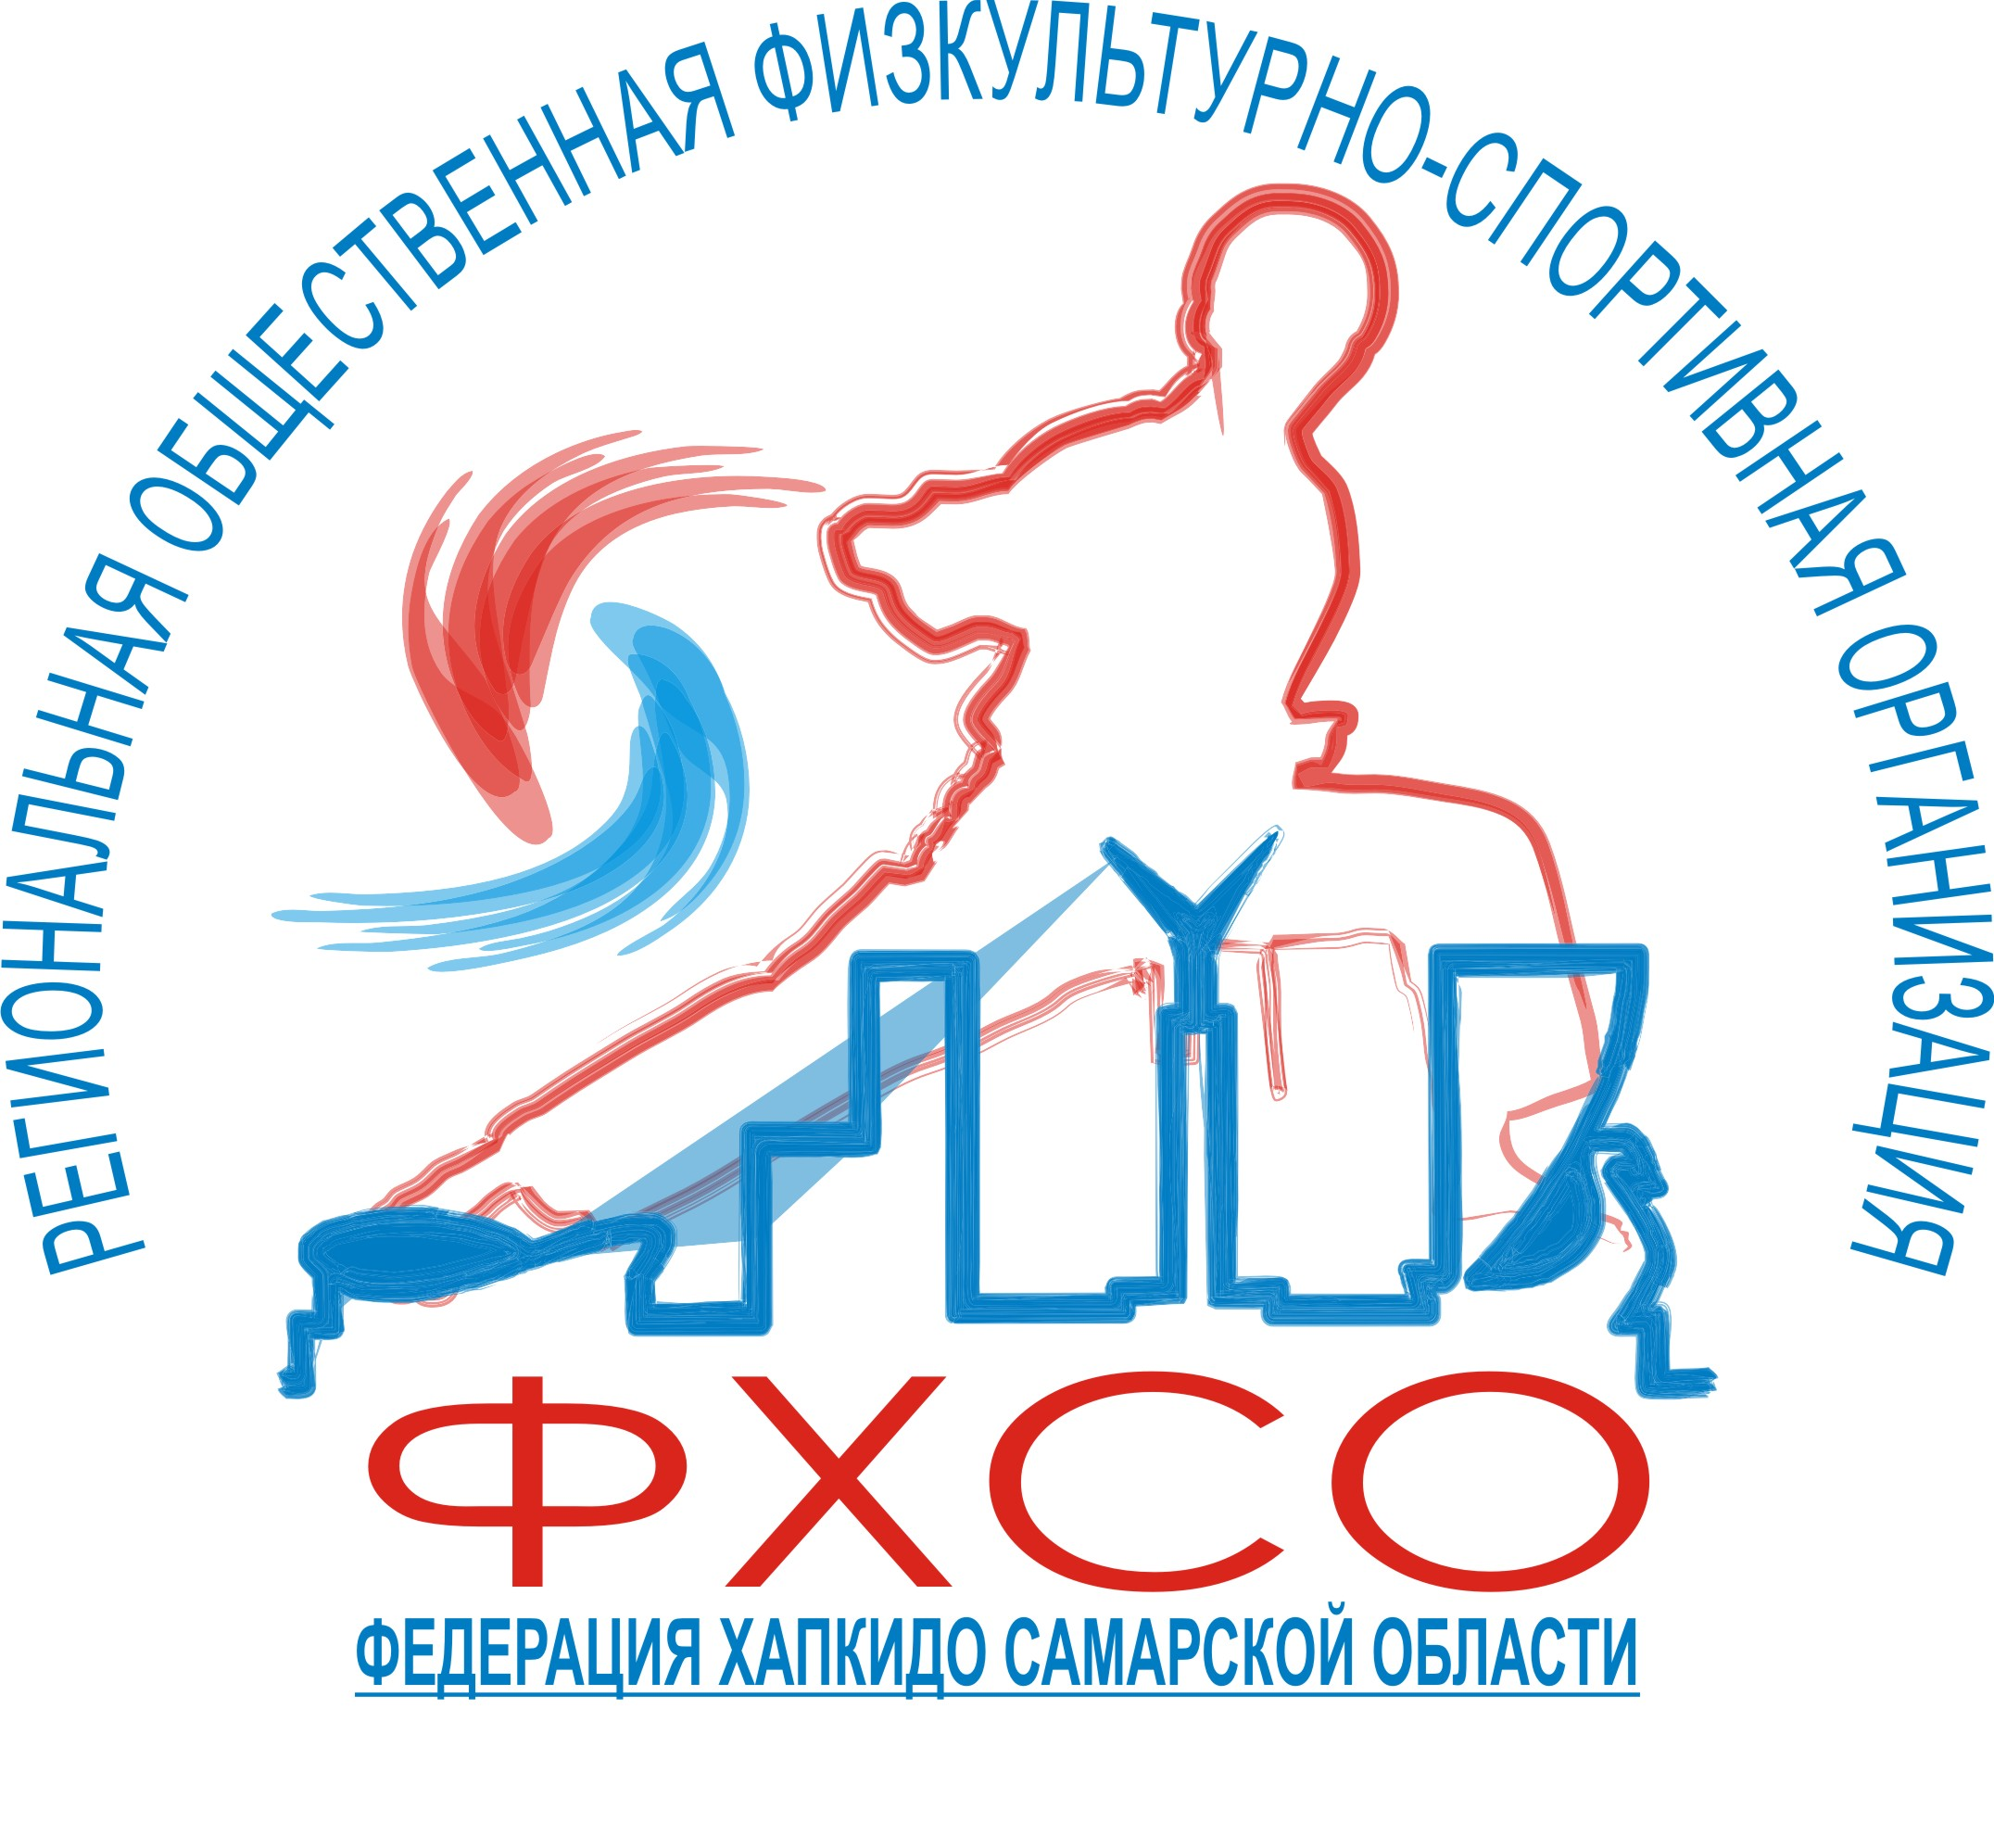 РЕГИОНАЛЬНАЯ ОБЩЕСТВЕННАЯ ФИЗКУЛЬТУРНО-СПОРТИВНАЯ ОРГАНИЗАЦИЯ
ФХСО
ФЕДЕРАЦИЯ ХАПКИДО САМАРСКОЙ ОБЛАСТИ